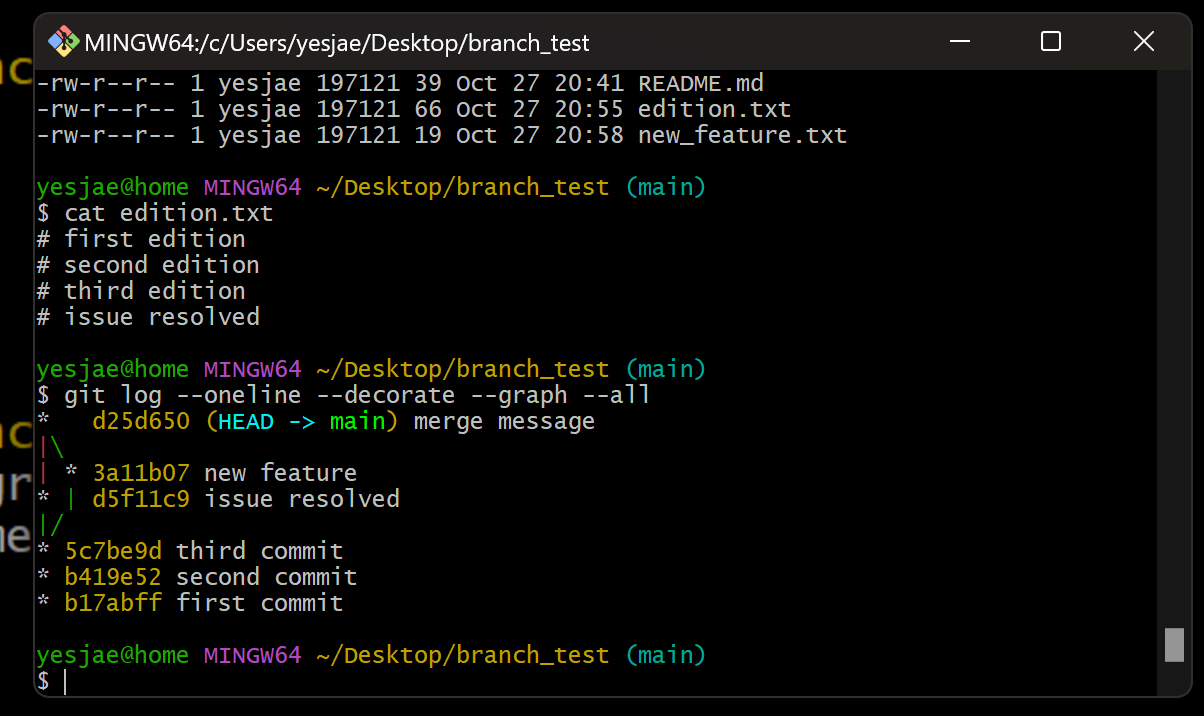 MINGW64:/c/Users/yesjae/Desktop/branch_test
-rw-r--r-- 1 yesjae 197121 39 Oct 27 20:41 README.md
-rw-r--r-- 1 yesjae 197121 66 Oct 27 20:55 edition.txt
-rw-r--r-- 1 yesjae 197121 19 Oct 27 20:58 new_feature.txt
yesjae@home MINGW64 ~/Desktop/branch_test (main)
$ cat edition.txt
# first edition
# second edition
# third edition
# issue resolved
yesjae@home MINGW64 ~/Desktop/branch_test (main)
$ git log --oneline --decorate --graph --all
*   d25d650 (HEAD -> main) merge message
|\
| * 3a11b07 new feature
* | d5f11c9 issue resolved
|/
* 5c7be9d third commit
* b419e52 second commit
* b17abff first commit
yesjae@home MINGW64 ~/Desktop/branch_test (main)
$